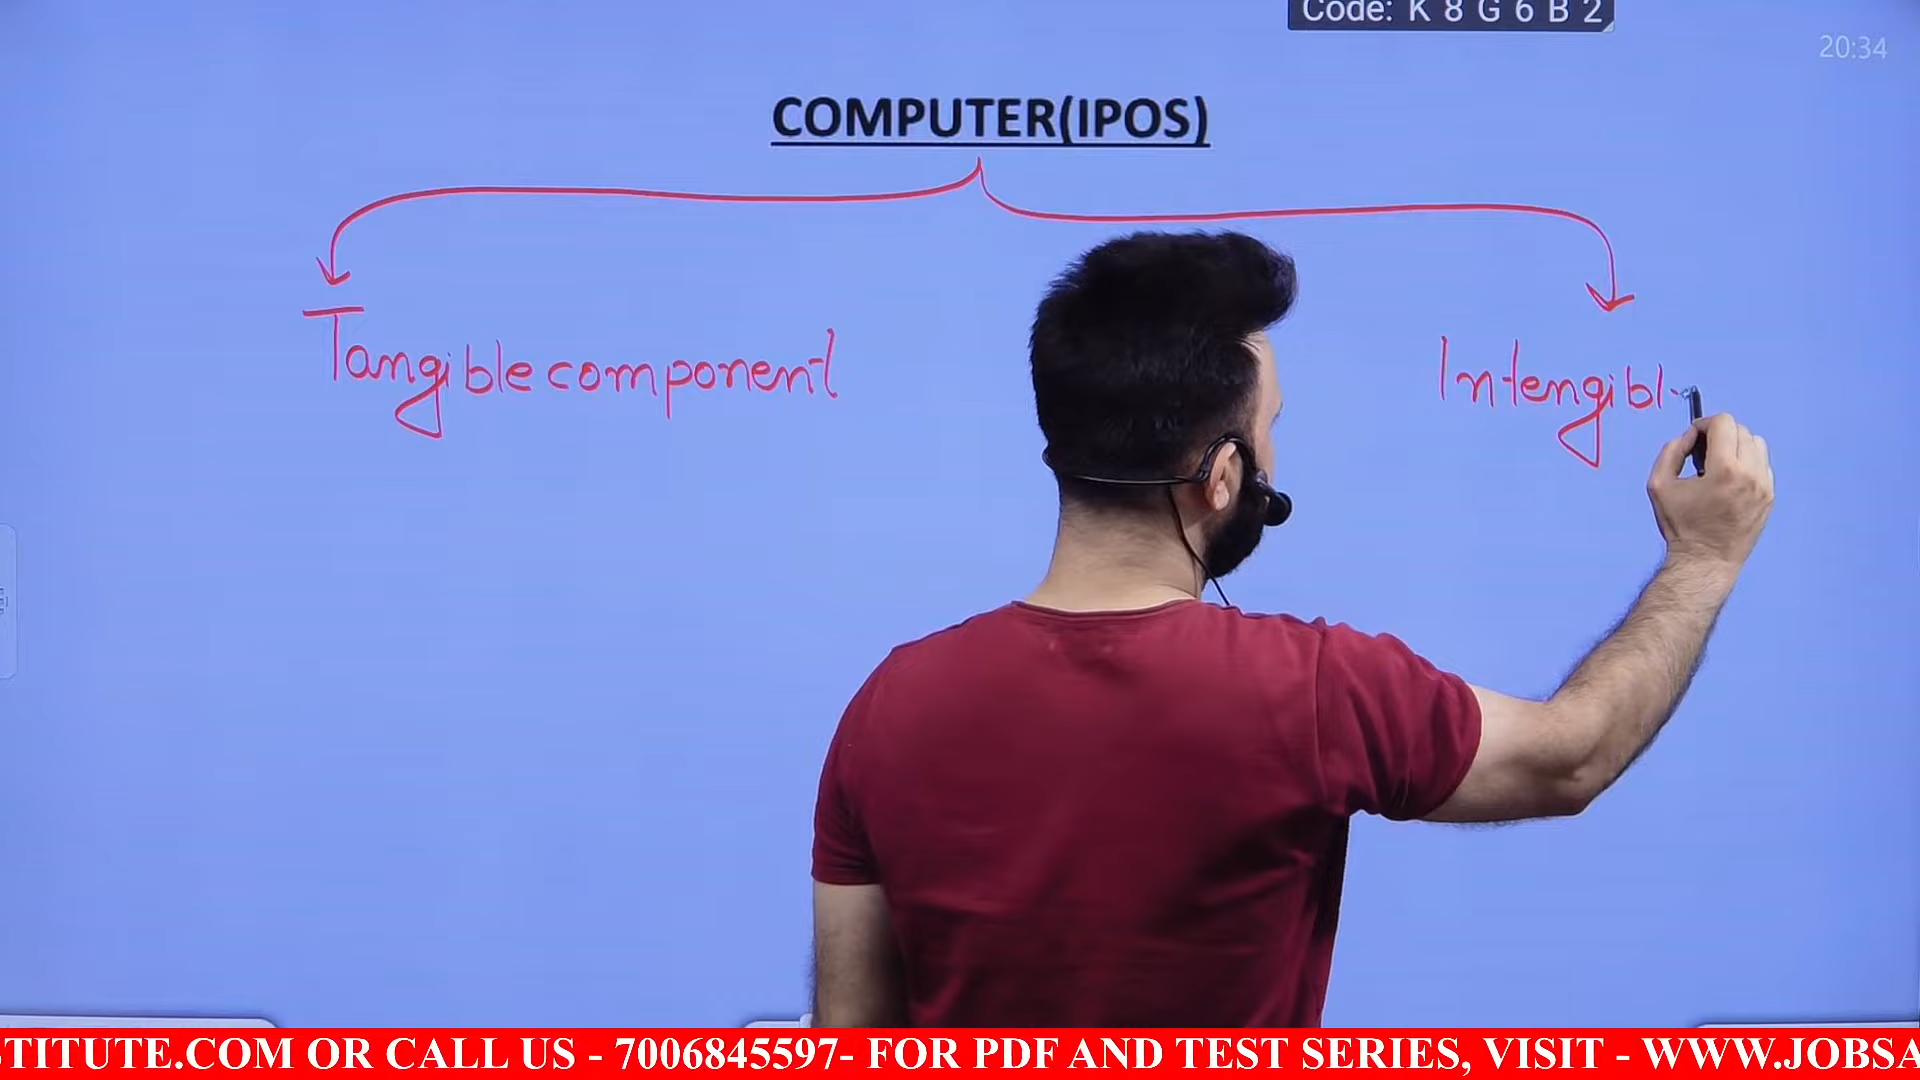 Code: K 8 G 6 B 2
20:34
COMPUTER(IPOS)
Tangible component
Intengibl
STITUTE.COM OR CALL US - 7006845597- FOR PDF AND TEST SERIES, VISIT - WWW.JOBSA